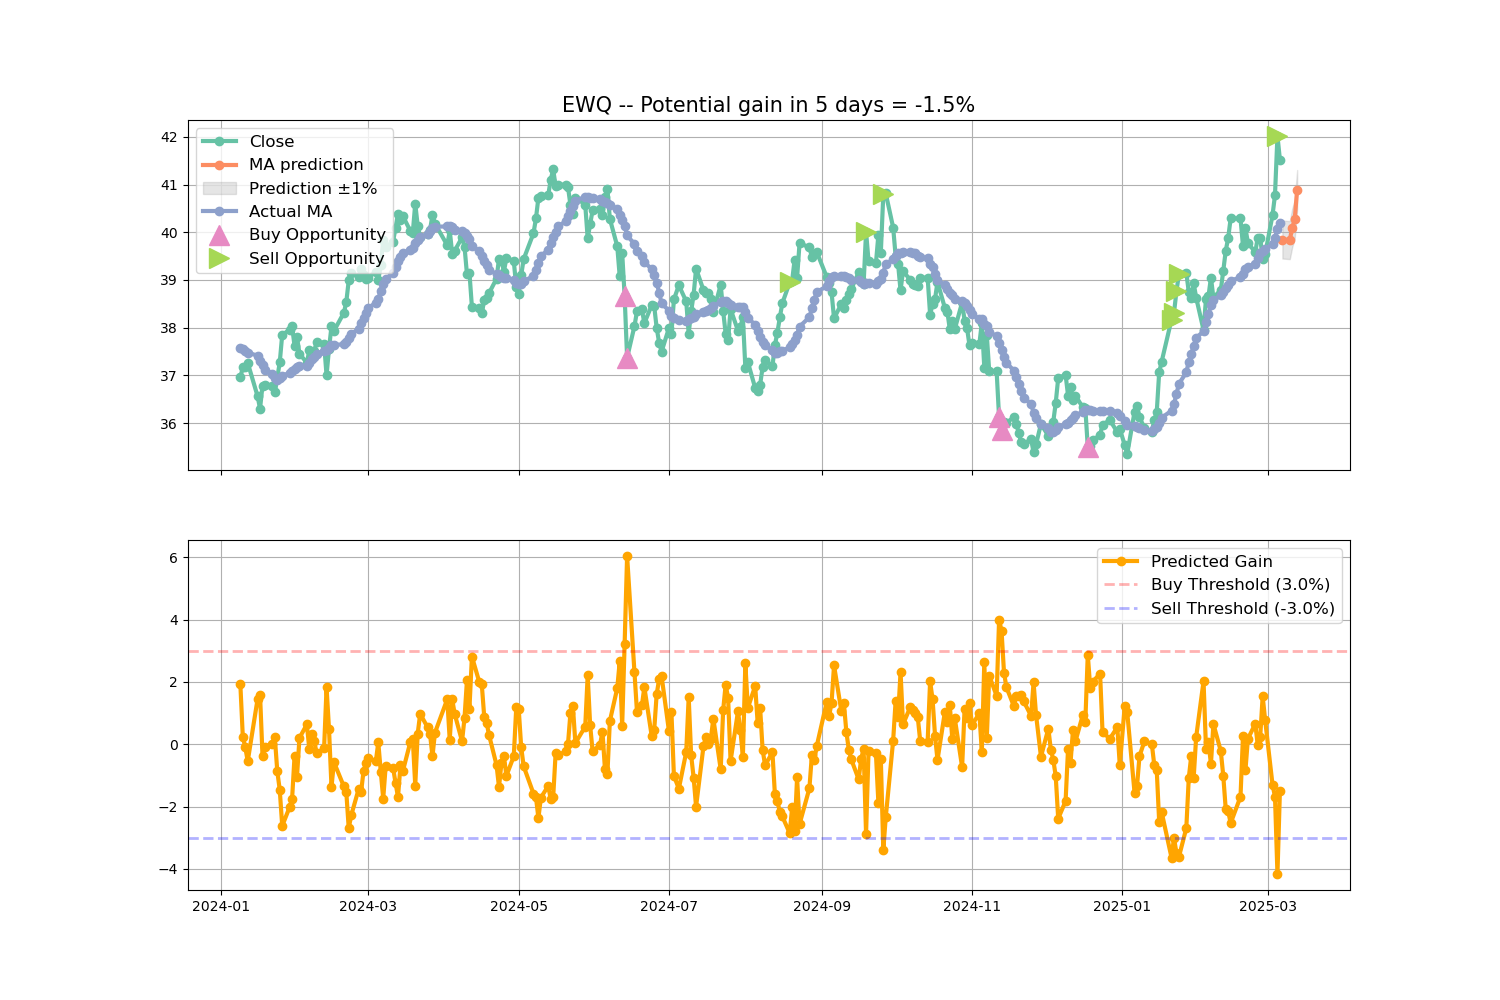 EWQ -- Potential gain in 5 days = -1.5%
42
41
40
39
38
37
36
Close
MA prediction
Prediction ±1%
Actual MA
Buy Opportunity
Sell Opportunity
6
4
2
0
−2
−4
Predicted Gain
Buy Threshold (3.0%)
Sell Threshold (-3.0%)
2024-01 2024-03 2024-05 2024-07 2024-09 2024-11 2025-01 2025-03